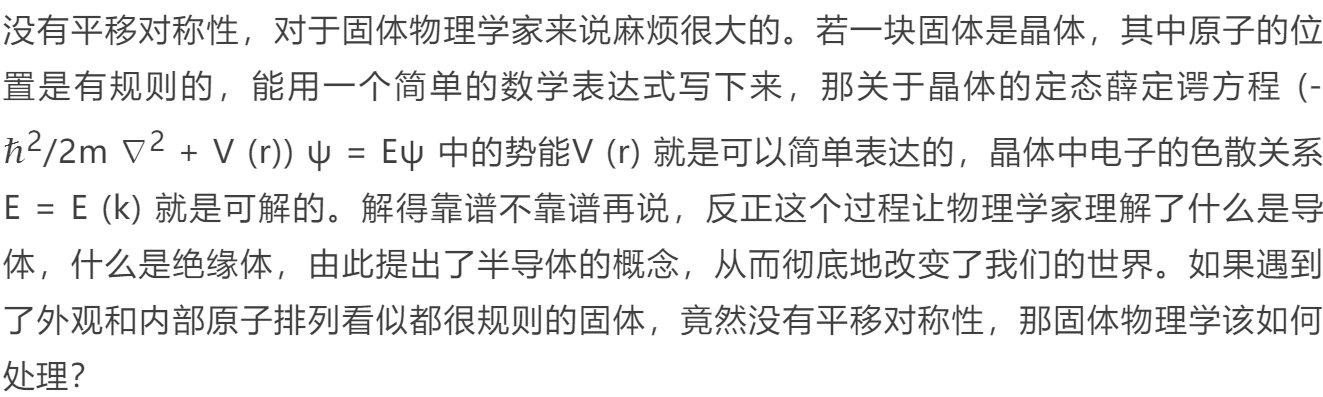 没有平移对称性，对于固体物理学家来说麻烦很大的。若一块固体是晶体，其中原子的位
置是有规则的，能用一个简单的数学表达式写下来，那关于晶体的定态薛定谔方程 (-
ℏ²/2m ▽² + V (r)) ψ = Eψ 中的势能V (r) 就是可以简单表达的，晶体中电子的色散关系
E = E (k) 就是可解的。解得靠谱不靠谱再说，反正这个过程让物理学家理解了什么是导
体，什么是绝缘体，由此提出了半导体的概念，从而彻底地改变了我们的世界。如果遇到
了外观和内部原子排列看似都很规则的固体，竟然没有平移对称性，那固体物理学该如何
处理？